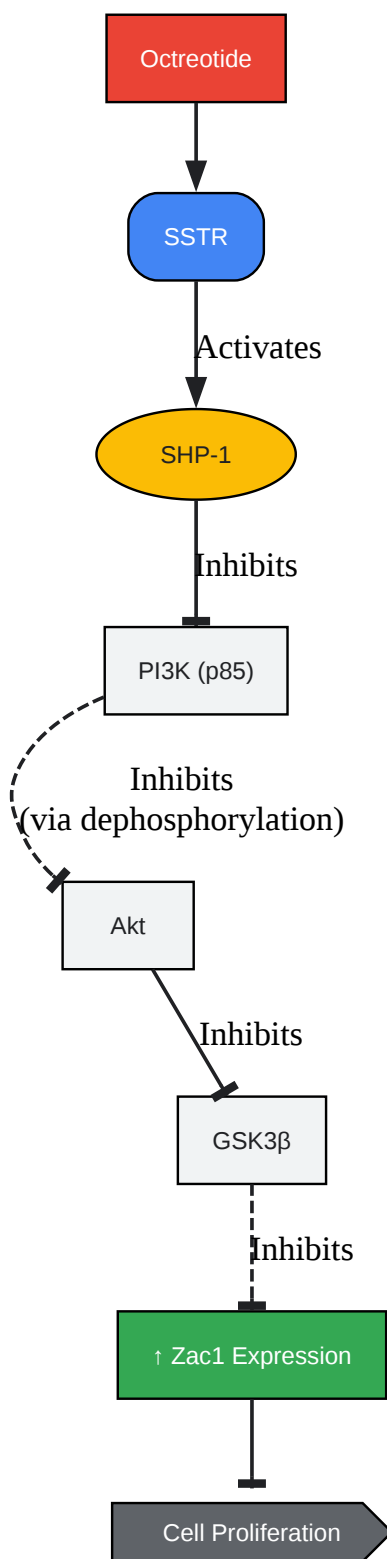 Octreotide
SSTR
Activates
SHP-1
Inhibits
PI3K (p85)
Inhibits
(via dephosphorylation)
Akt
Inhibits
GSK3β
Inhibits
↑ Zac1 Expression
Cell Proliferation